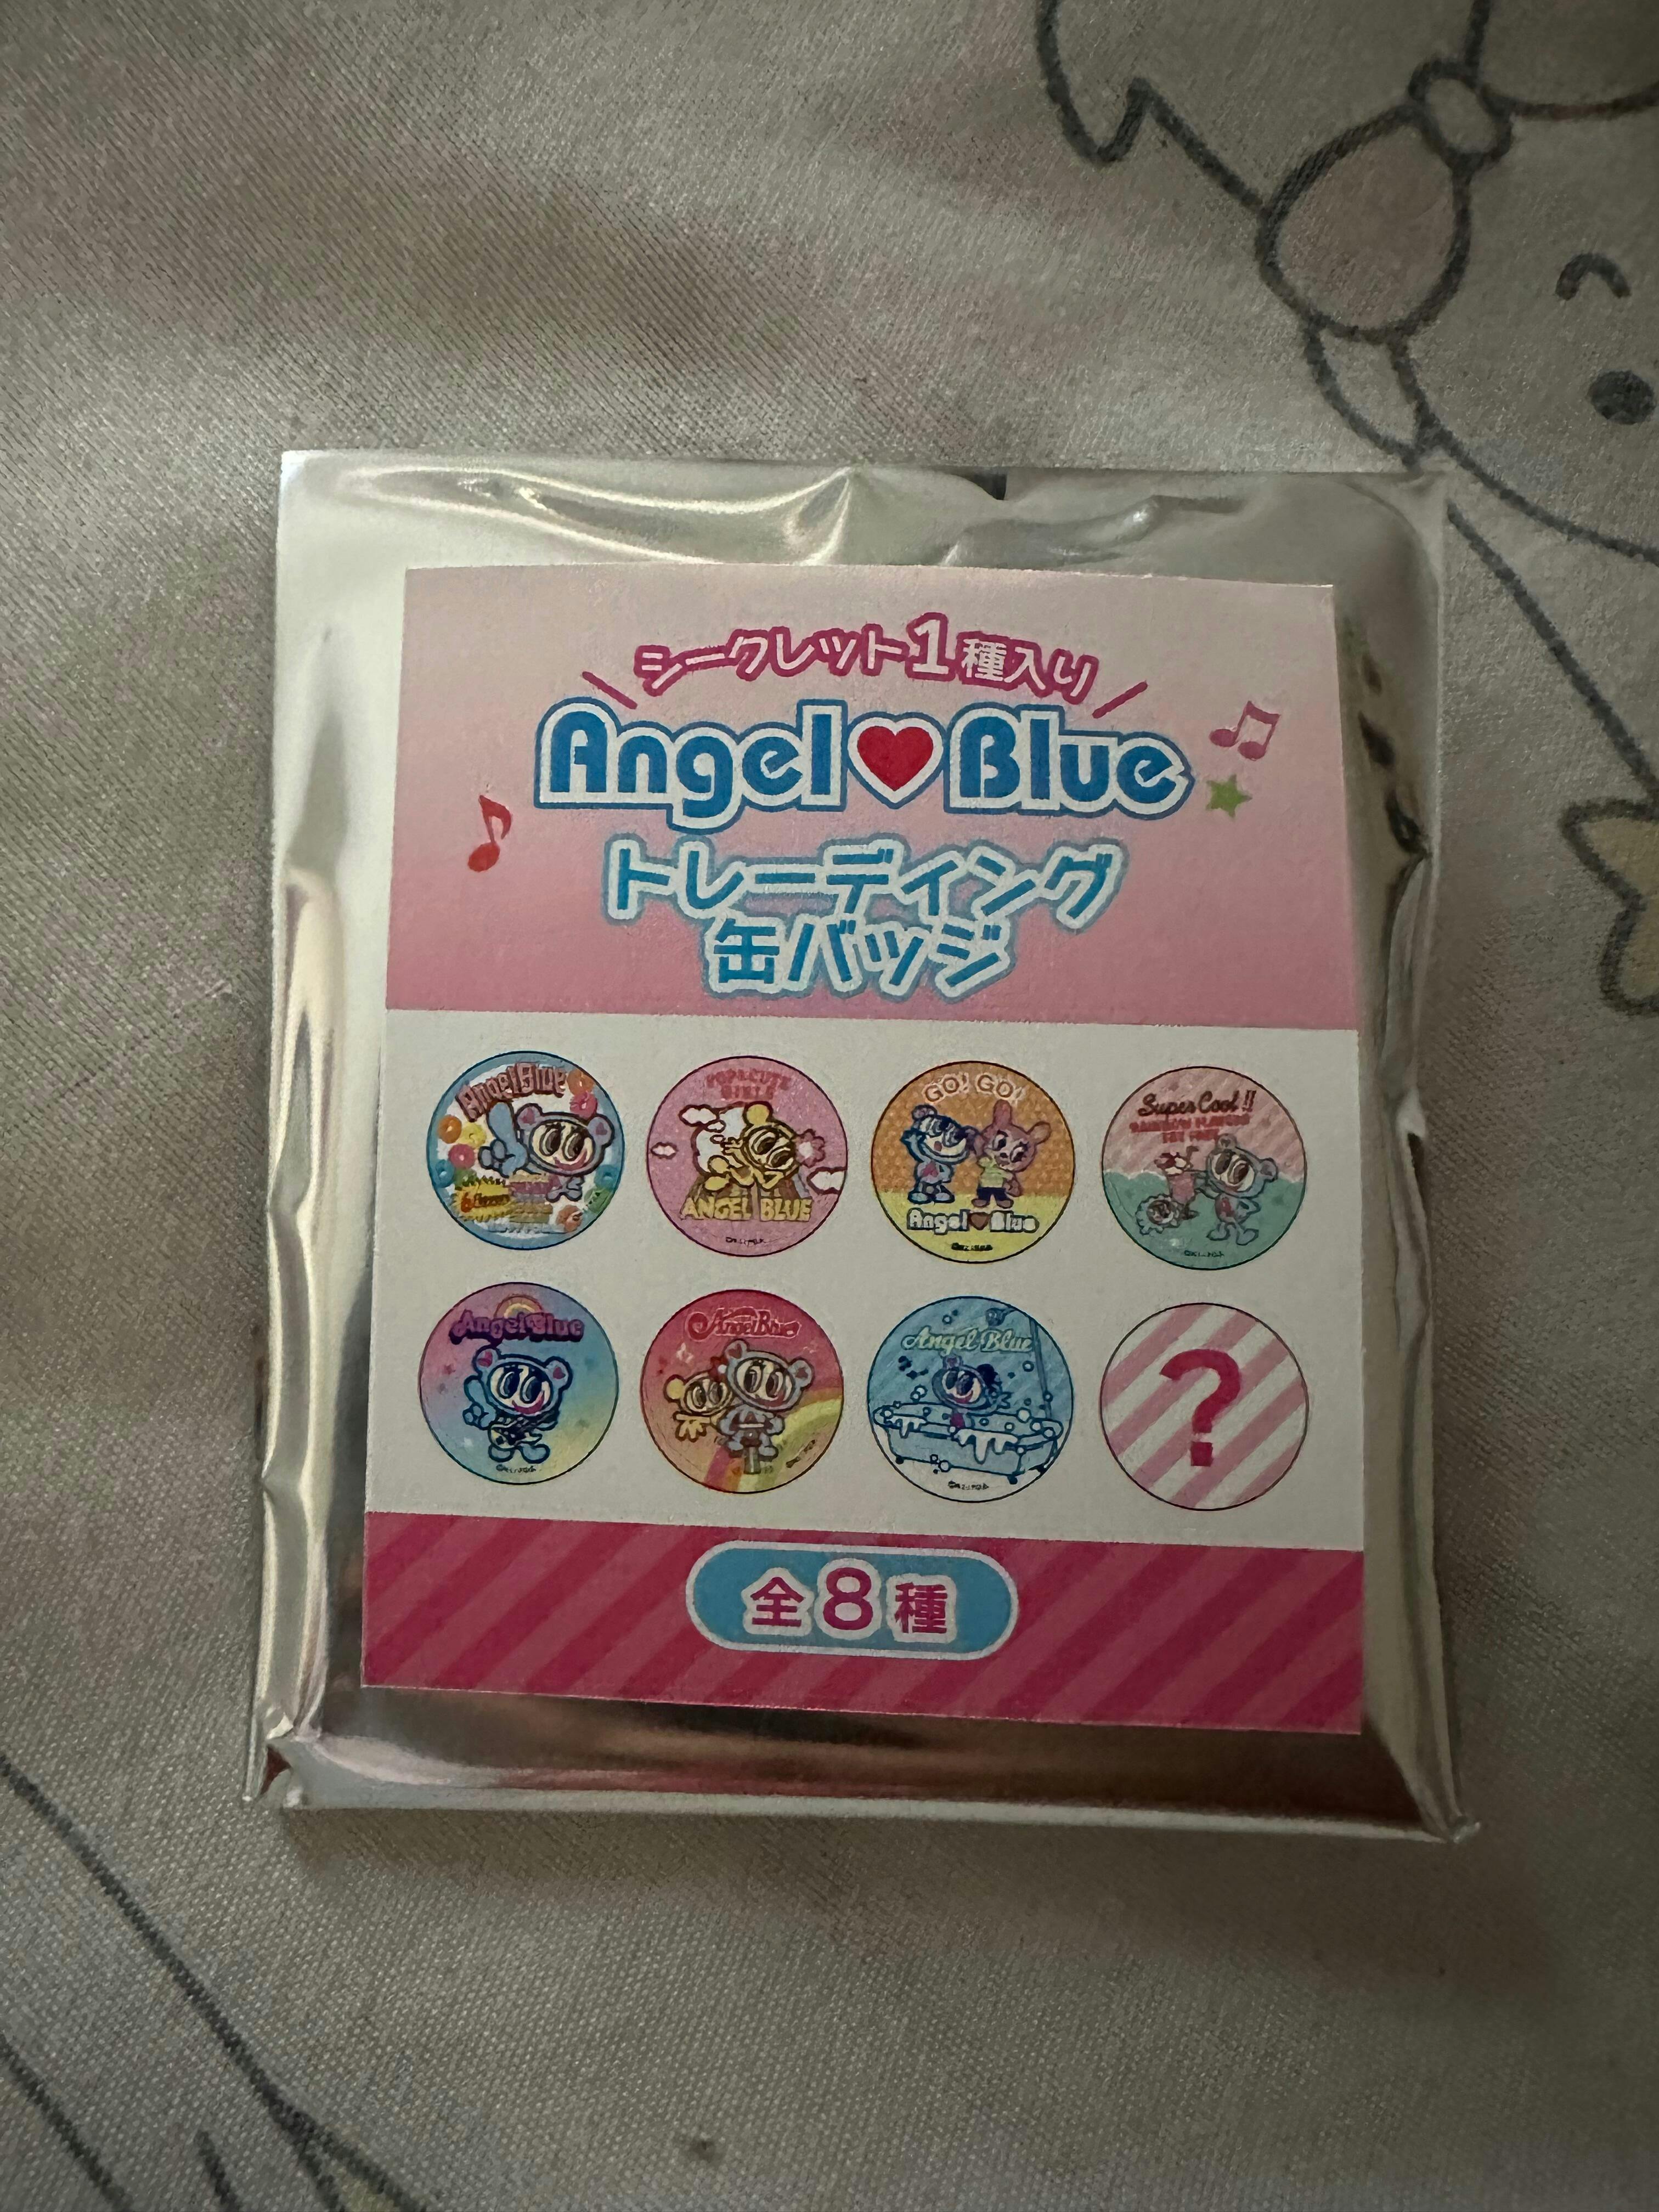 シークレット1種入り
Angel♥Blue
トレーディング
缶バッジ
Angel Blue
ANGEL BLUE
GO! GO!
Angel♥Blue
Super Cool!!
Angel Blue
Angel Blue
Angel Blue
?
全8種